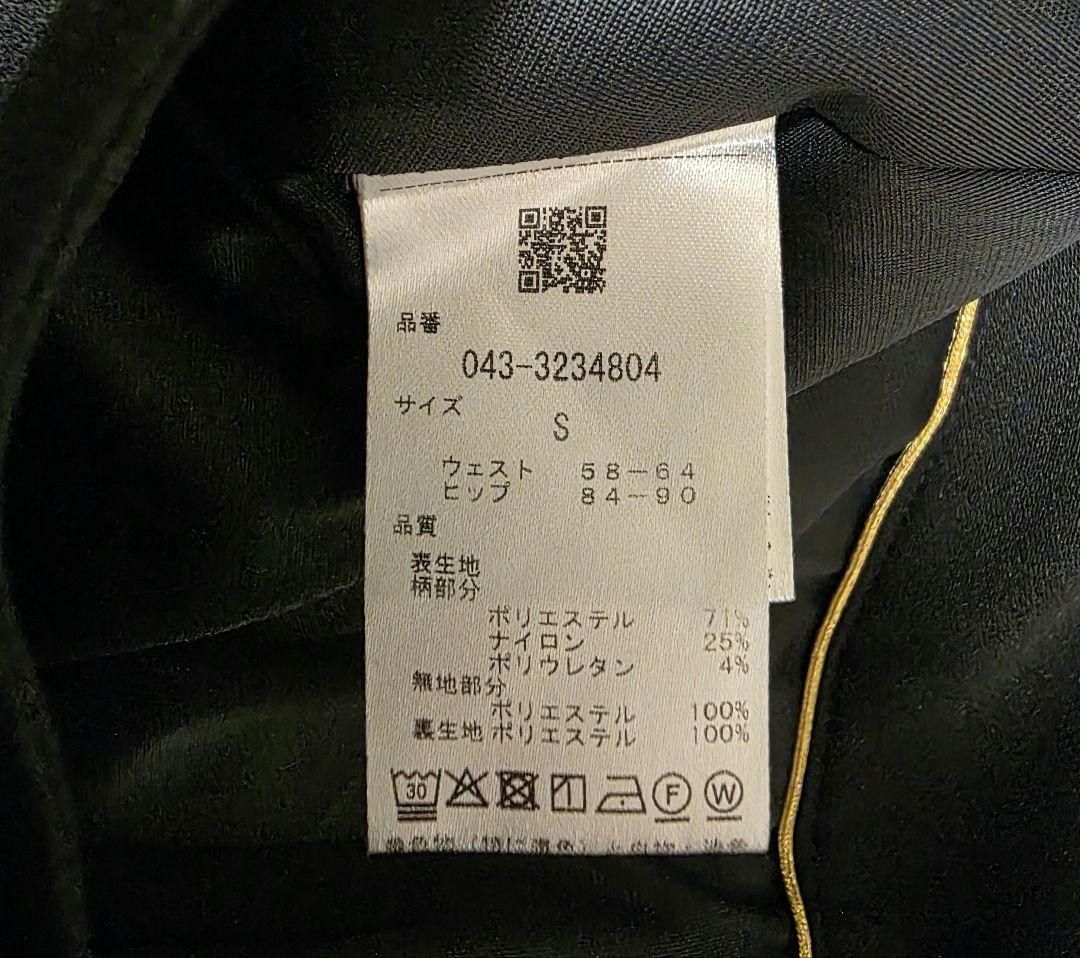 品番
043-3234804
サイズ
S
ウェスト 58-64
ヒップ 84-90
品質
表生地
柄部分
ポリエステル 71%
ナイロン 25%
ポリウレタン 4%
無地部分
ポリエステル 100%
裏生地 ポリエステル 100%
30 F W